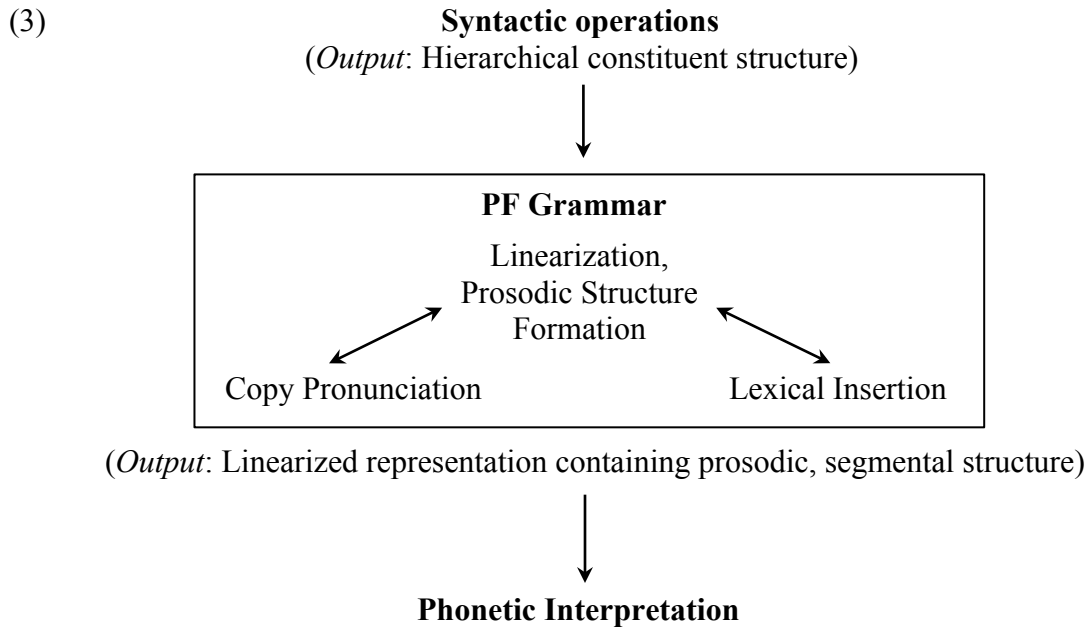 (3) Syntactic operations
(Output: Hierarchical constituent structure)
PF Grammar
Linearization,
Prosodic Structure
Formation
Copy Pronunciation Lexical Insertion
(Output: Linearized representation containing prosodic, segmental structure)
Phonetic Interpretation